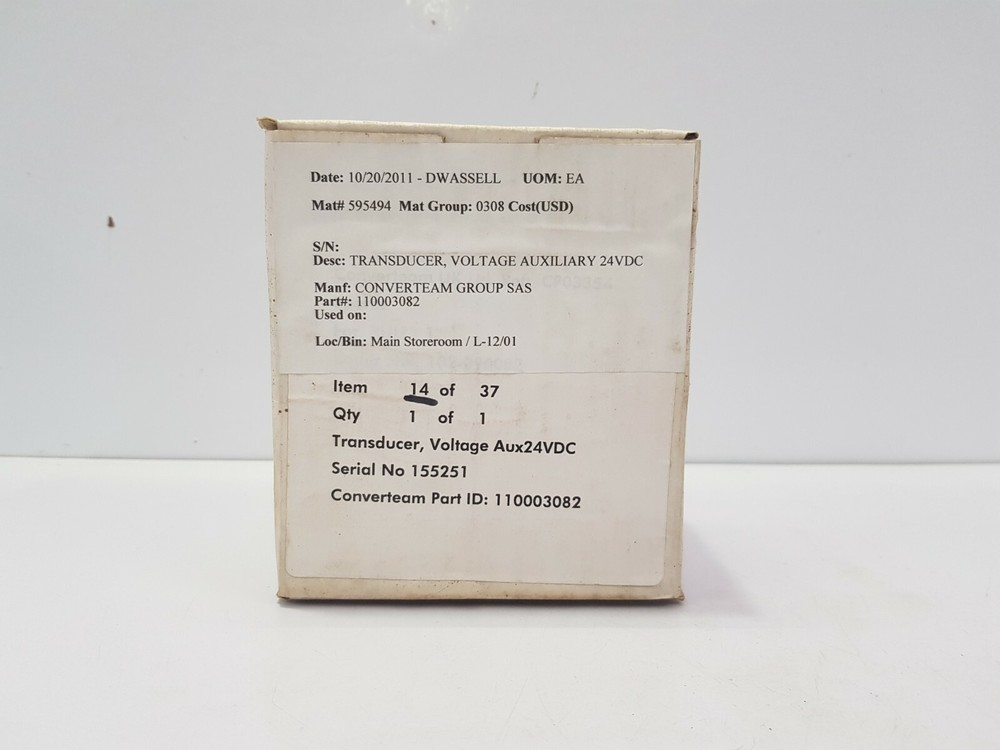 Date: 10/20/2011 - DWASSELL UOM: EA
Mat# 595494 Mat Group: 0308 Cost(USD)
S/N:
Desc: TRANSDUCER, VOLTAGE AUXILIARY 24VDC
Manf: CONVERTEAM GROUP SAS
Part#: 110003082
Used on:
Loc/Bin: Main Storeroom / L-12/01
Item 14 of 37
Qty 1 of 1
Transducer, Voltage Aux24VDC
Serial No 155251
Converteam Part ID: 110003082